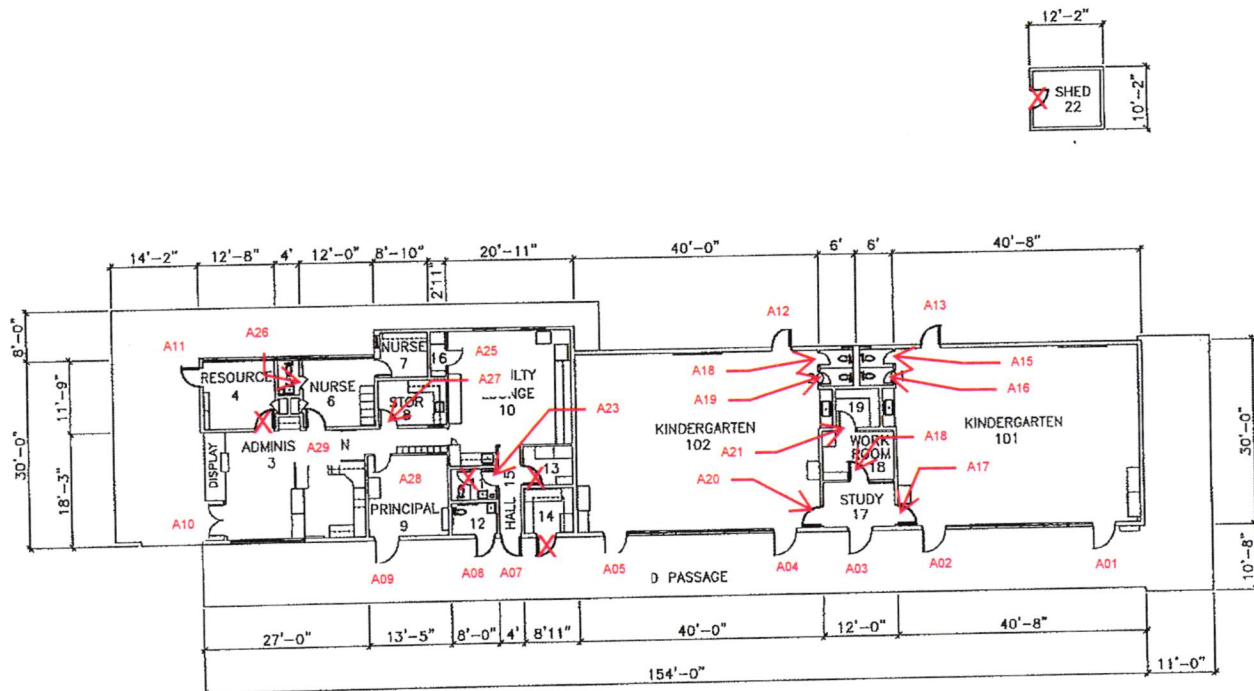 12'-2"
SHED
22
10'-2"
14'-2"
12'-8"
4'
12'-0"
8'-10"
2'11"
20'-11"
40'-0"
6'
6'
40'-8"
8'-0"
11'-9"
30'-0"
18'-3"
A11
A26
A25
A27
A23
A12
A13
A18
A19
A15
A16
RESOURCE
4
NURSE
6
NURSE
7
16
STOR
8
LOUNGE
10
KINDERGARTEN
102
19
WORK
ROOM
18
KINDERGARTEN
101
A18
A21
A20
A17
STUDY
17
DISPLAY
ADMINIS
N
3
A29
A28
PRINCIPAL
9
12
HALL 15
13
14
A10
A09
A08
A07
A05
A04
A03
A02
A01
D PASSAGE
30'-0"
10'-8"
27'-0"
13'-5"
8'-0"
4'
8'11"
40'-0"
12'-0"
40'-8"
154'-0"
11'-0"